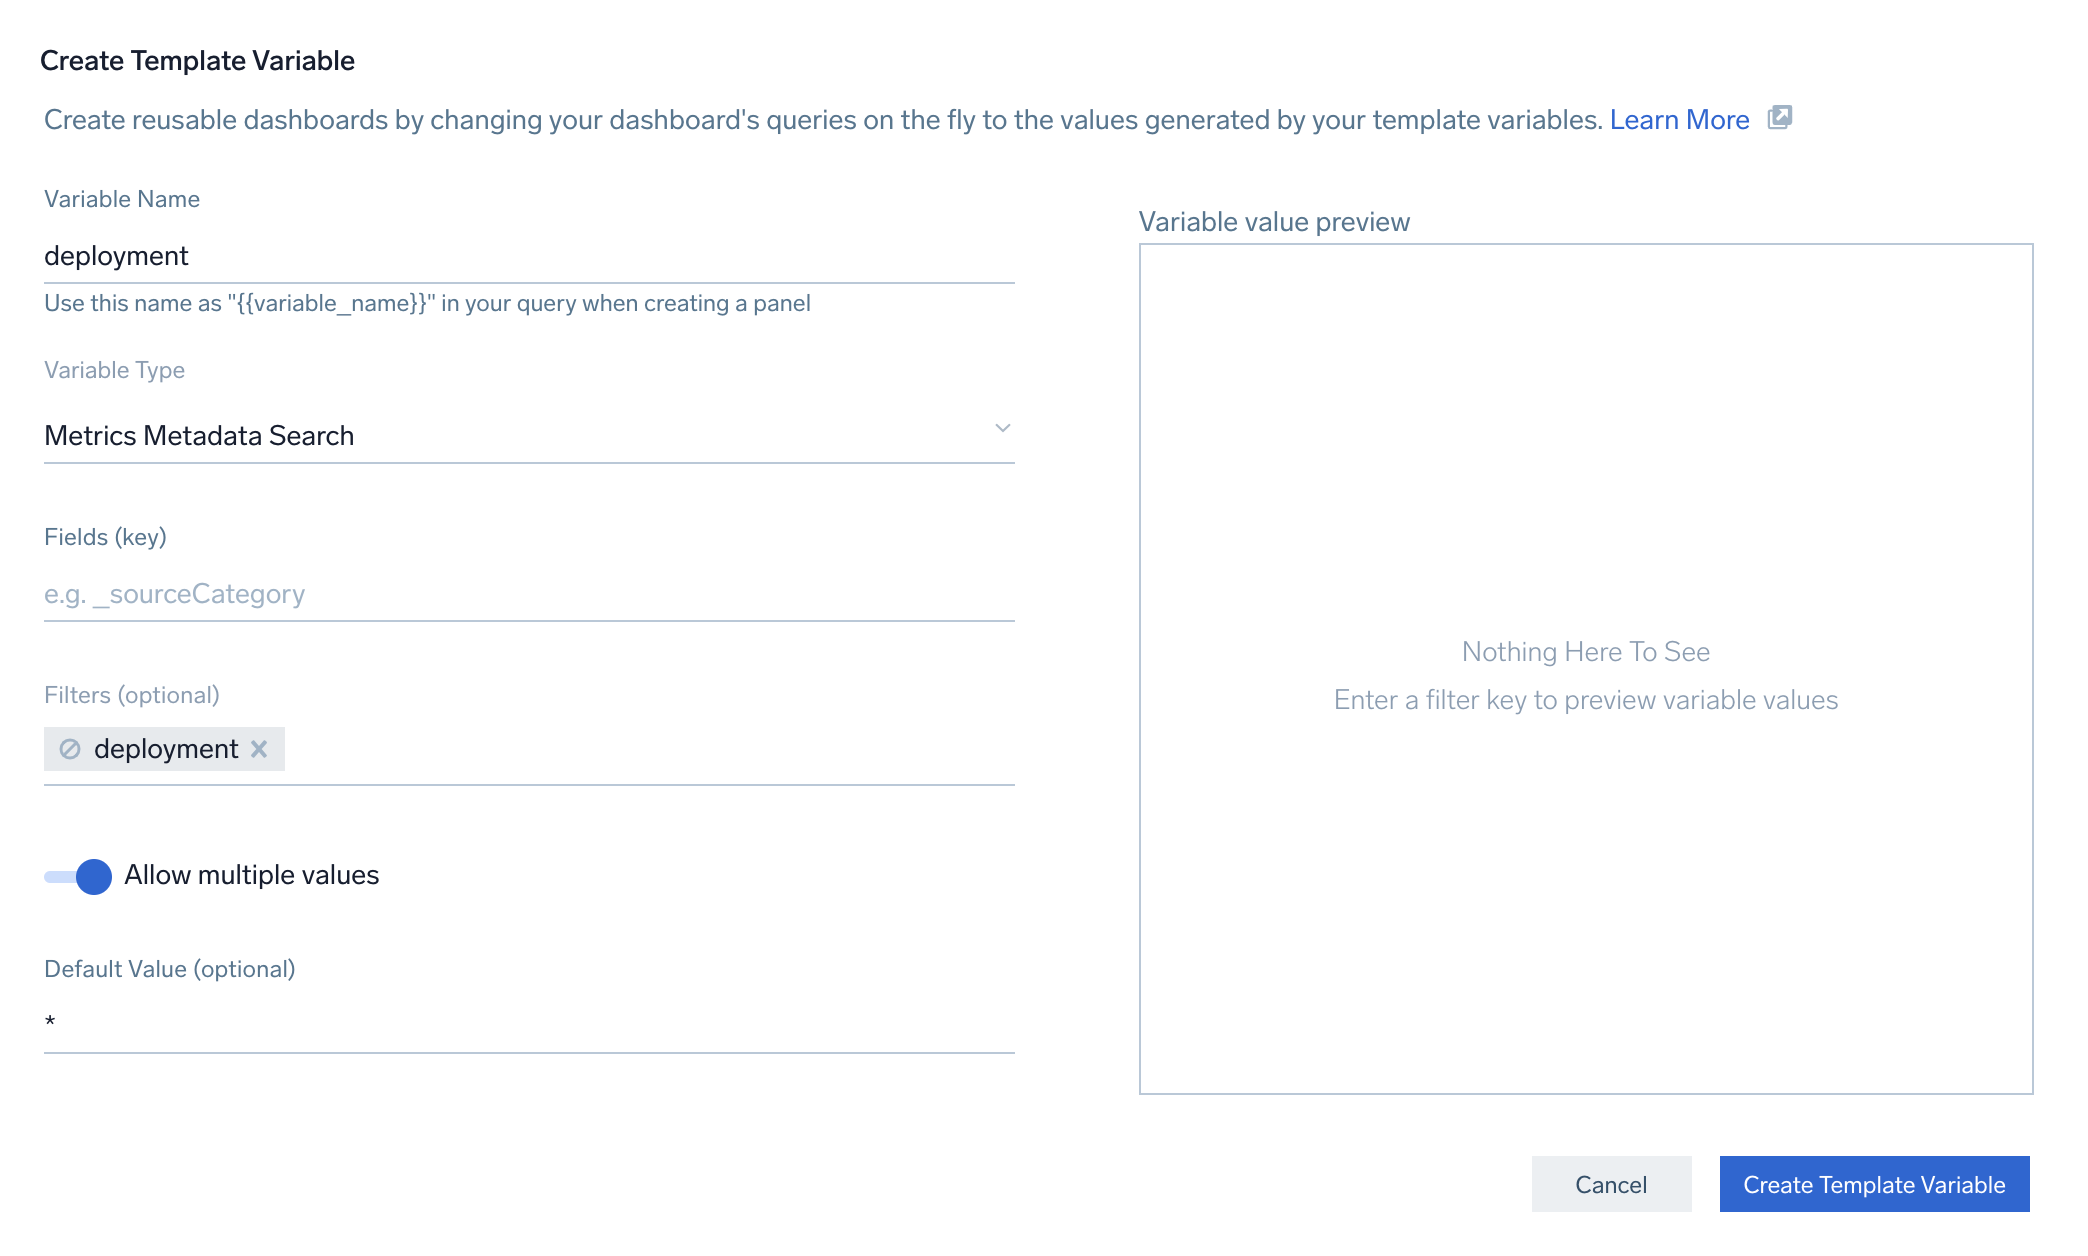 Create Template Variable
Create reusable dashboards by changing your dashboard's queries on the fly to the values generated by your template variables. Learn More
Variable Name
deployment
Use this name as "{{variable_name}}" in your query when creating a panel
Variable Type
Metrics Metadata Search
Fields (key)
e.g. _sourceCategory
Filters (optional)
deployment
Allow multiple values
Default Value (optional)
*
Variable value preview
Nothing Here To See
Enter a filter key to preview variable values
Cancel
Create Template Variable